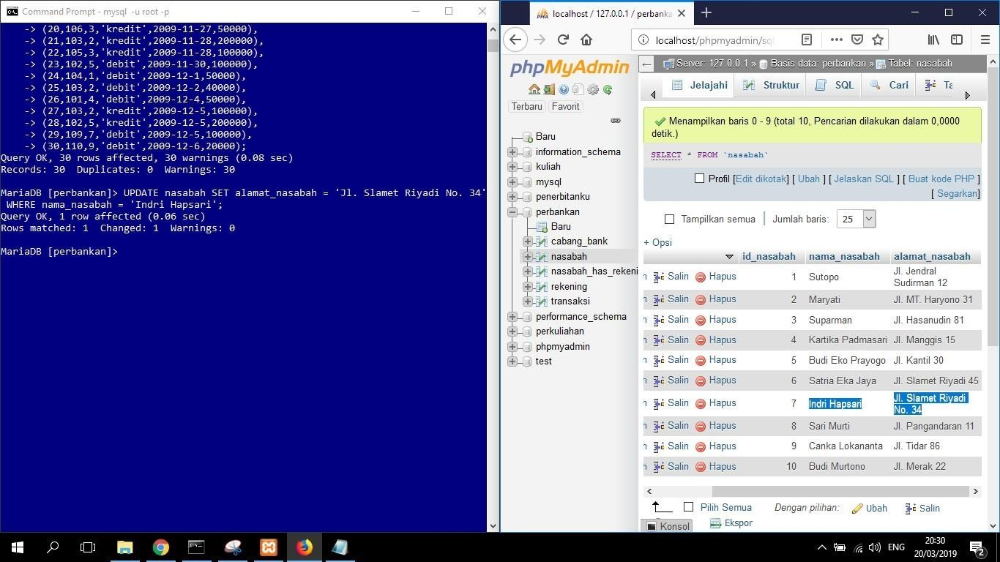 Command Prompt - mysql -u root -p
-> (20,106,3,'kredit',2009-11-27,50000),
-> (21,103,2,'kredit',2009-11-28,200000),
-> (22,105,3,'kredit',2009-11-28,100000),
-> (23,102,5,'debit',2009-11-30,100000),
-> (24,104,1,'debit',2009-12-1,50000),
-> (25,103,2,'debit',2009-12-2,40000),
-> (26,101,4,'debit',2009-12-4,50000),
-> (27,103,2,'kredit',2009-12-5,100000),
-> (28,102,5,'kredit',2009-12-5,200000),
-> (29,109,7,'debit',2009-12-5,100000),
-> (30,110,9,'debit',2009-12-6,20000);
Query OK, 30 rows affected, 30 warnings (0.08 sec)
Records: 30 Duplicates: 0 Warnings: 30
MariaDB [perbankan]> UPDATE nasabah SET alamat_nasabah = 'Jl. Slamet Riyadi No. 34'
WHERE nama_nasabah = 'Indri Hapsari';
Query OK, 1 row affected (0.06 sec)
Rows matched: 1 Changed: 1 Warnings: 0
MariaDB [perbankan]>
localhost / 127.0.0.1 / perbanka
localhost/phpmyadmin/sql
phpMyAdmin
Terbaru Favorit
Baru
information_schema
kuliah
mysql
penerbitanku
perbankan
Baru
cabang_bank
nasabah
nasabah_has_rekeni
rekening
transaksi
performance_schema
perkuliahan
phpmyadmin
test
Server: 127.0.0.1 » Basis data: perbankan » Tabel: nasabah
Jelajahi Struktur SQL Cari Ta
Menampilkan baris 0 - 9 (total 10, Pencarian dilakukan dalam 0,0000
detik.)
SELECT * FROM `nasabah`
Profil [Edit dikotak] [ Ubah ] [ Jelaskan SQL ] [ Buat kode PHP ]
[ Segarkan]
Tampilkan semua | Jumlah baris: 25
+ Opsi
id_nasabah nama_nasabah alamat_nasabah
Salin Hapus 1 Sutopo Jl. Jendral
Sudirman 12
Salin Hapus 2 Maryati Jl. MT. Haryono 31
Salin Hapus 3 Suparman Jl. Hasanudin 81
Salin Hapus 4 Kartika Padmasari Jl. Manggis 15
Salin Hapus 5 Budi Eko Prayogo Jl. Kantil 30
Salin Hapus 6 Satria Eka Jaya Jl. Slamet Riyadi 45
Salin Hapus 7 Indri Hapsari Jl. Slamet Riyadi
No. 34
Salin Hapus 8 Sari Murti Jl. Pangandaran 11
Salin Hapus 9 Canka Lokananta Jl. Tidar 86
Salin Hapus 10 Budi Murtono Jl. Merak 22
Pilih Semua Dengan pilihan: Ubah Salin
Konsol Ekspor
ENG
20:30
20/03/2019
2